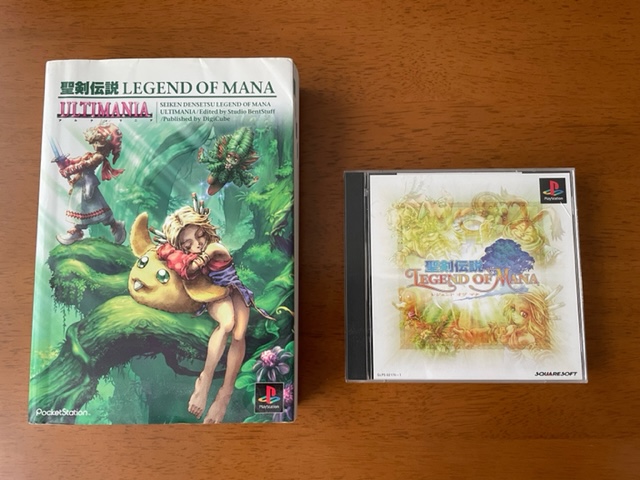 聖剣伝説 LEGEND OF MANA
ULTIMANIA
SEIKEN DENSETSU LEGEND OF MANA
ULTIMANIA/Edited by Studio BentStuff
/Published by DigiCube
PocketStation
PlayStation
PlayStation
聖剣伝説
LEGEND OF MANA
SQUARESOFT